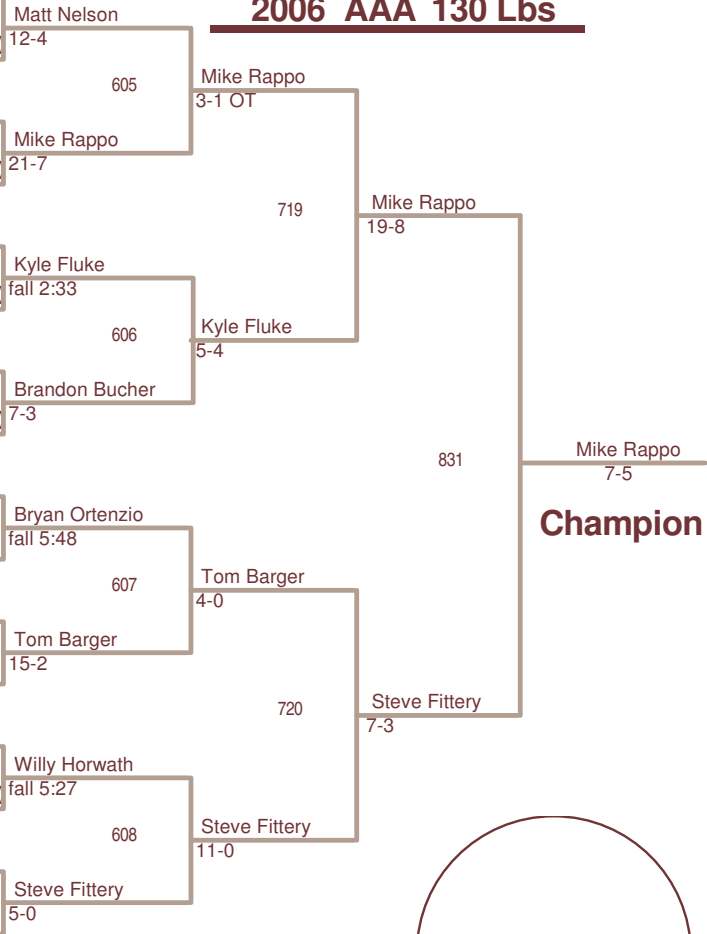 2006 AAA 130 Lbs
Matt Nelson
12-4
605
Mike Rappo
3-1 OT
Mike Rappo
21-7
719
Mike Rappo
19-8
Kyle Fluke
fall 2:33
606
Kyle Fluke
5-4
Brandon Bucher
7-3
831
Mike Rappo
7-5
Champion
Bryan Ortenzio
fall 5:48
607
Tom Barger
4-0
Tom Barger
15-2
720
Steve Fittery
7-3
Willy Horwath
fall 5:27
608
Steve Fittery
11-0
Steve Fittery
5-0